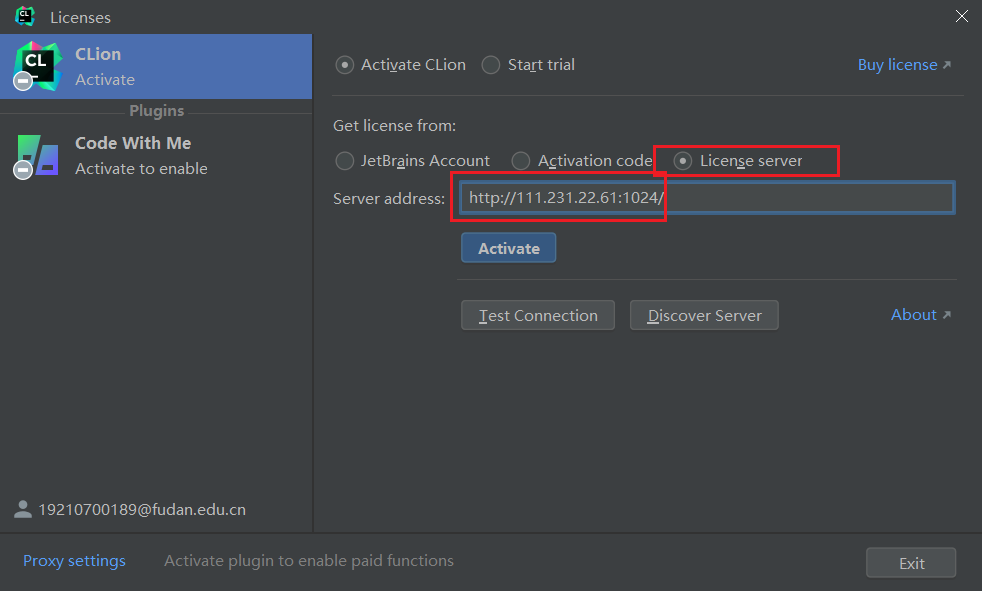 Licenses
CL
CLion
Activate
Plugins
Code With Me
Activate to enable
19210700189@fudan.edu.cn
Activate CLion Start trial Buy license
Get license from:
JetBrains Account Activation code License server
Server address: http://111.231.22.61:1024/
Activate
Test Connection Discover Server About
Proxy settings Activate plugin to enable paid functions Exit